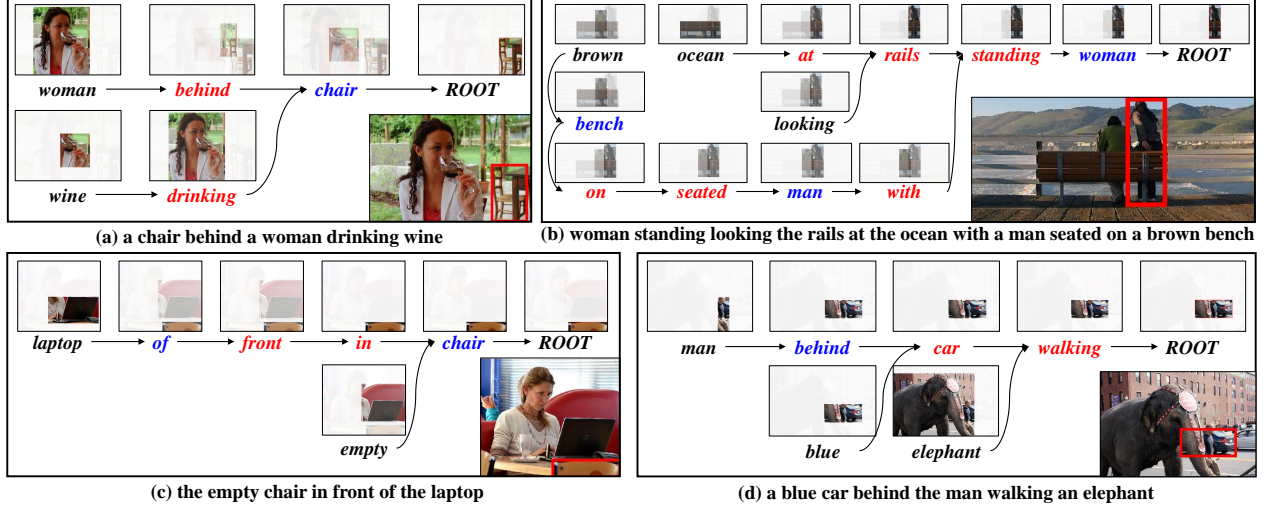 woman behind chair ROOT
wine drinking
(a) a chair behind a woman drinking wine
brown ocean at rails standing woman ROOT
bench looking
on seated man with
(b) woman standing looking the rails at the ocean with a man seated on a brown bench
laptop of front in chair ROOT
empty
(c) the empty chair in front of the laptop
man behind car walking ROOT
blue elephant
(d) a blue car behind the man walking an elephant